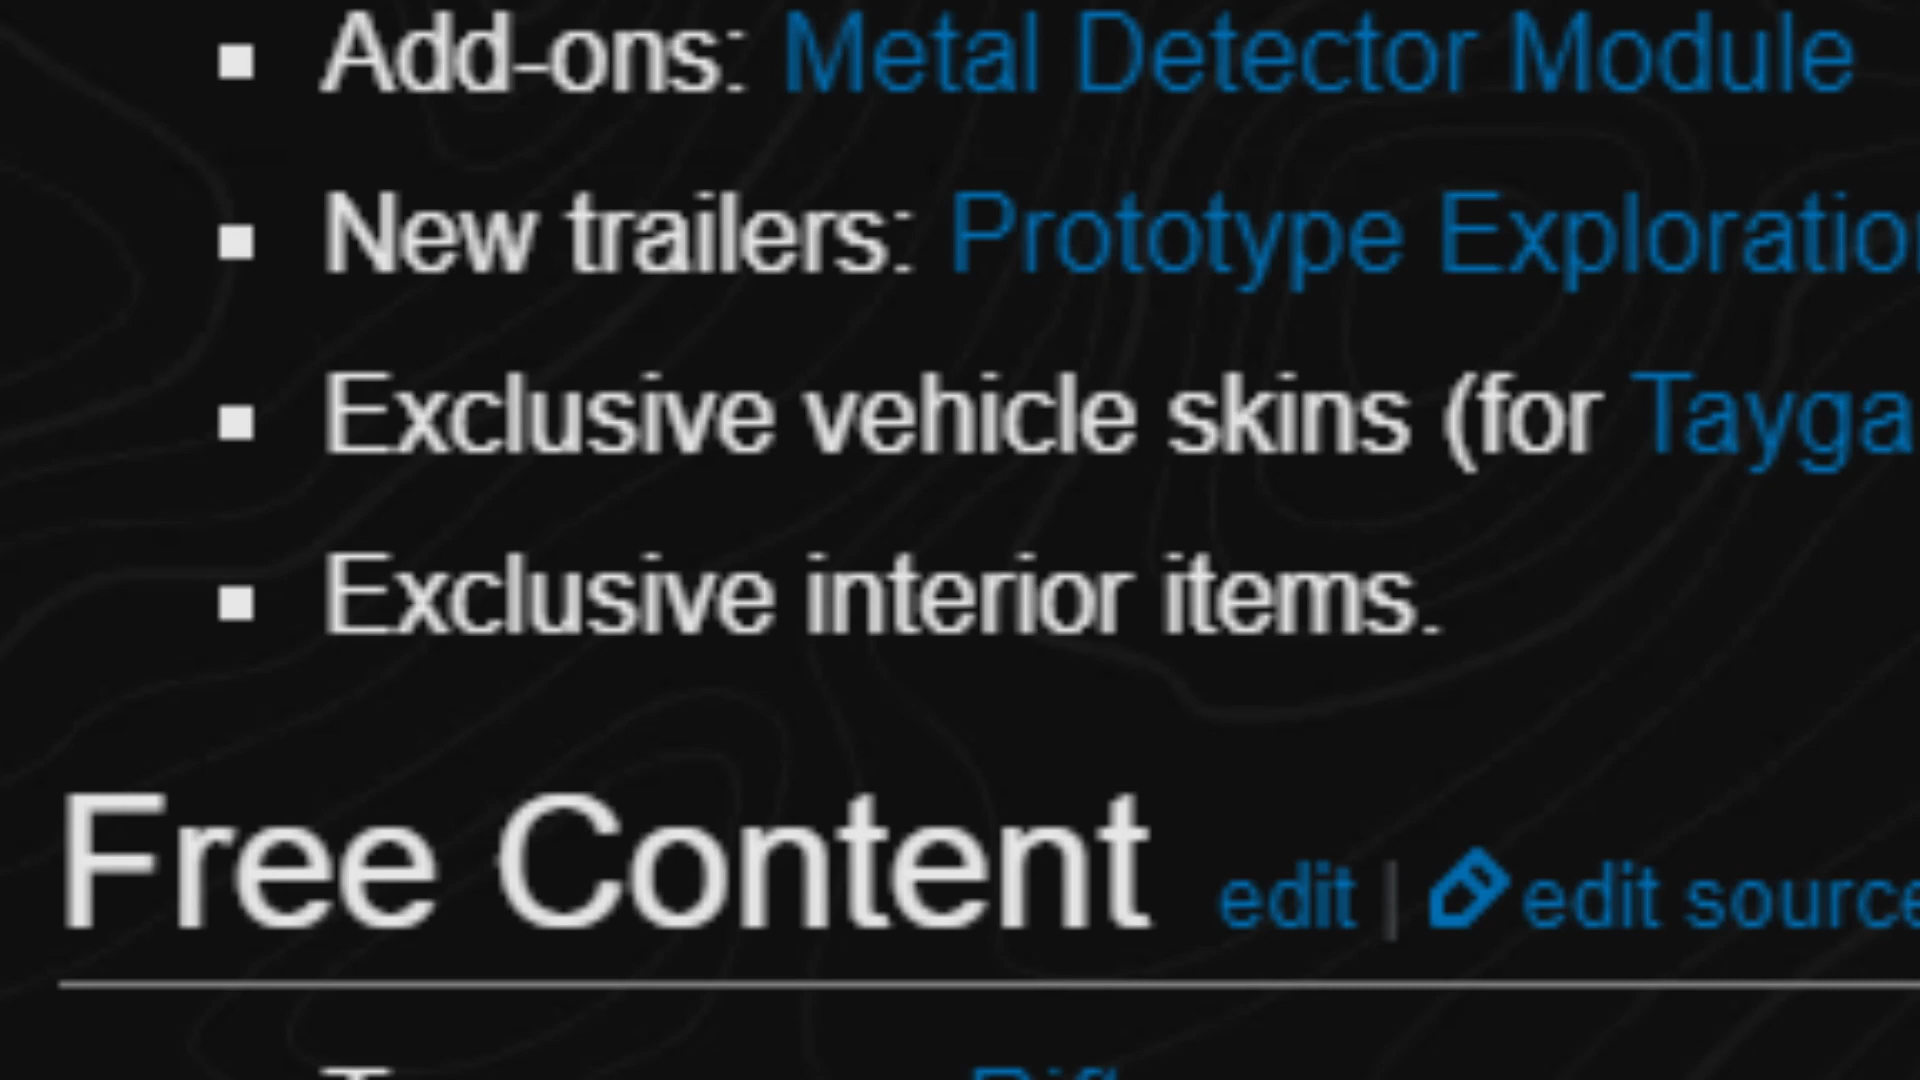 Add-ons: Metal Detector Module
New trailers: Prototype Exploration
Exclusive vehicle skins (for Tayga
Exclusive interior items.
Free Content edit | edit source